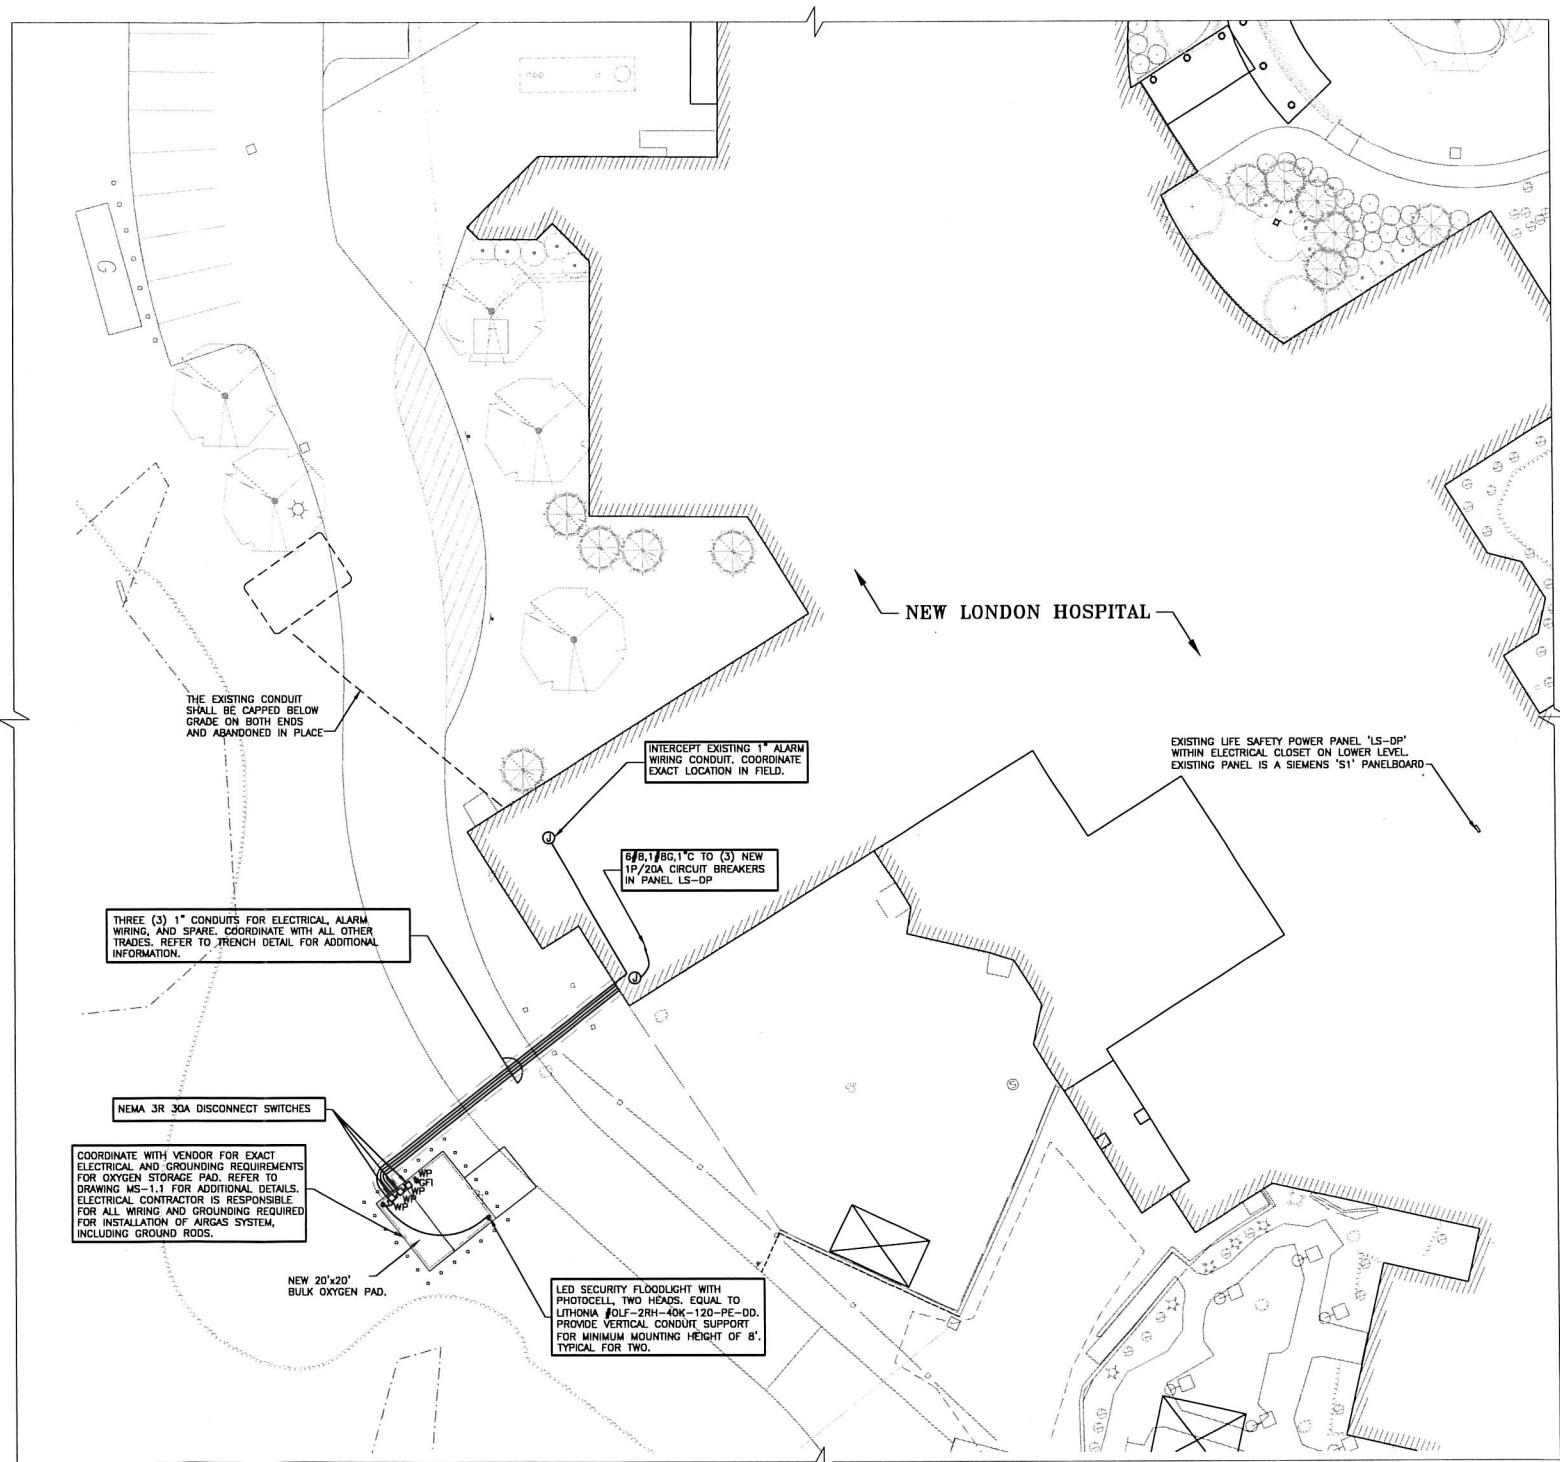 G
NEW LONDON HOSPITAL
THE EXISTING CONDUIT
SHALL BE CAPPED BELOW
GRADE ON BOTH ENDS
AND ABANDONED IN PLACE
INTERCEPT EXISTING 1" ALARM
WIRING CONDUIT. COORDINATE
EXACT LOCATION IN FIELD.
EXISTING LIFE SAFETY POWER PANEL 'LS-DP'
WITHIN ELECTRICAL CLOSET ON LOWER LEVEL.
EXISTING PANEL IS A SIEMENS 'S1' PANELBOARD
J
6#8,1#8G,1"C TO (3) NEW
1P/20A CIRCUIT BREAKERS
IN PANEL LS-DP
THREE (3) 1" CONDUITS FOR ELECTRICAL, ALARM
WIRING, AND SPARE. COORDINATE WITH ALL OTHER
TRADES. REFER TO TRENCH DETAIL FOR ADDITIONAL
INFORMATION.
J
S
NEMA 3R 30A DISCONNECT SWITCHES
COORDINATE WITH VENDOR FOR EXACT
ELECTRICAL AND GROUNDING REQUIREMENTS
FOR OXYGEN STORAGE PAD. REFER TO
DRAWING MS-1.1 FOR ADDITIONAL DETAILS.
ELECTRICAL CONTRACTOR IS RESPONSIBLE
FOR ALL WIRING AND GROUNDING REQUIRED
FOR INSTALLATION OF AIRGAS SYSTEM,
INCLUDING GROUND RODS.
WP
GFI
WP
WP
WP
NEW 20'x20'
BULK OXYGEN PAD.
LED SECURITY FLOODLIGHT WITH
PHOTOCELL, TWO HEADS. EQUAL TO
LITHONIA #OLF-2RH-40K-120-PE-DD.
PROVIDE VERTICAL CONDUIT SUPPORT
FOR MINIMUM MOUNTING HEIGHT OF 8'.
TYPICAL FOR TWO.